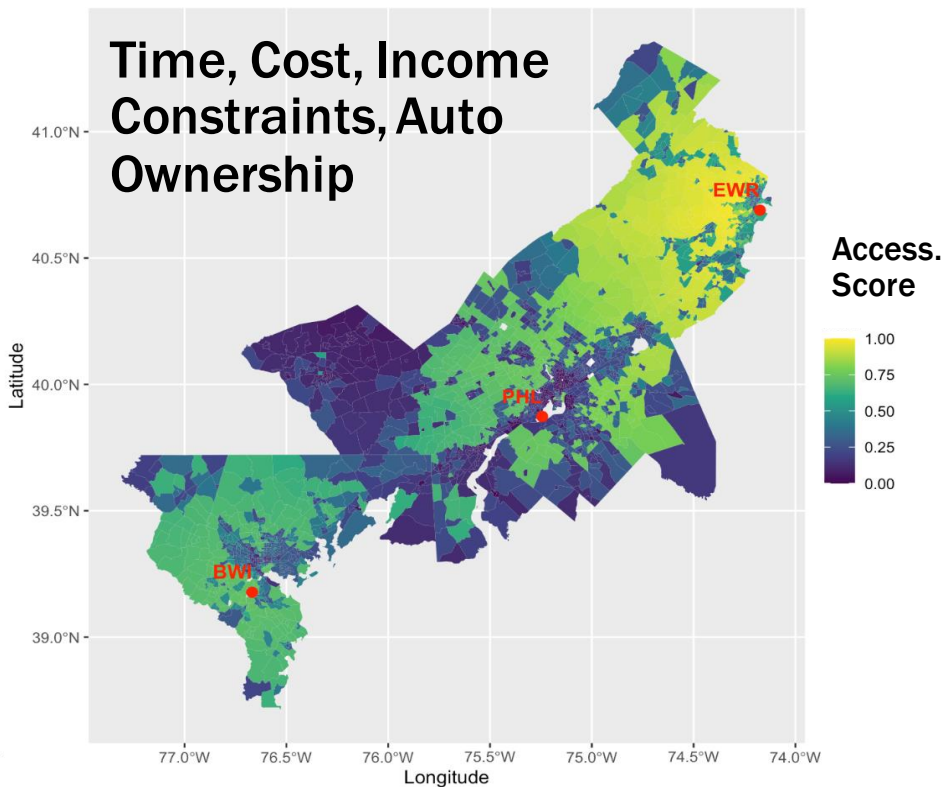 Time, Cost, Income
Constraints, Auto
Ownership
41.0°N
40.5°N
40.0°N
39.5°N
39.0°N
Latitude
EWR
PHL
BWI
Access.
Score
1.00
0.75
0.50
0.25
0.00
77.0°W 76.5°W 76.0°W 75.5°W 75.0°W 74.5°W 74.0°W
Longitude